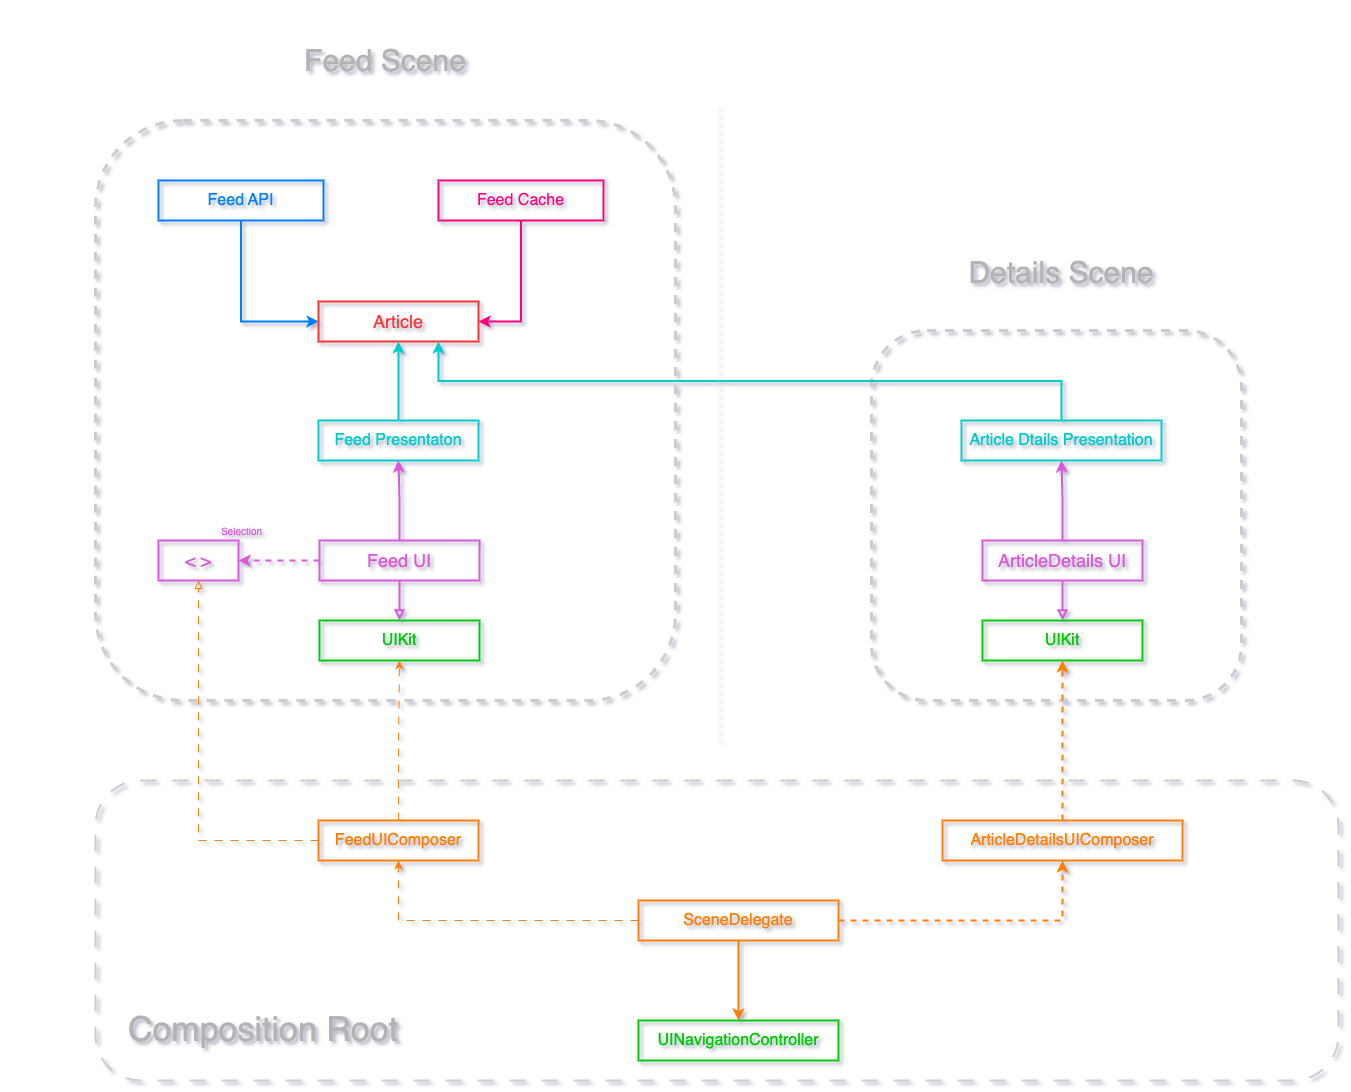 Feed Scene
Feed API
Feed Cache
Details Scene
Article
Feed Presentaton
Article Dtails Presentation
Selection
< >
Feed UI
ArticleDetails UI
UIKit
UIKit
FeedUIComposer
ArticleDetailsUIComposer
SceneDelegate
Composition Root
UINavigationController